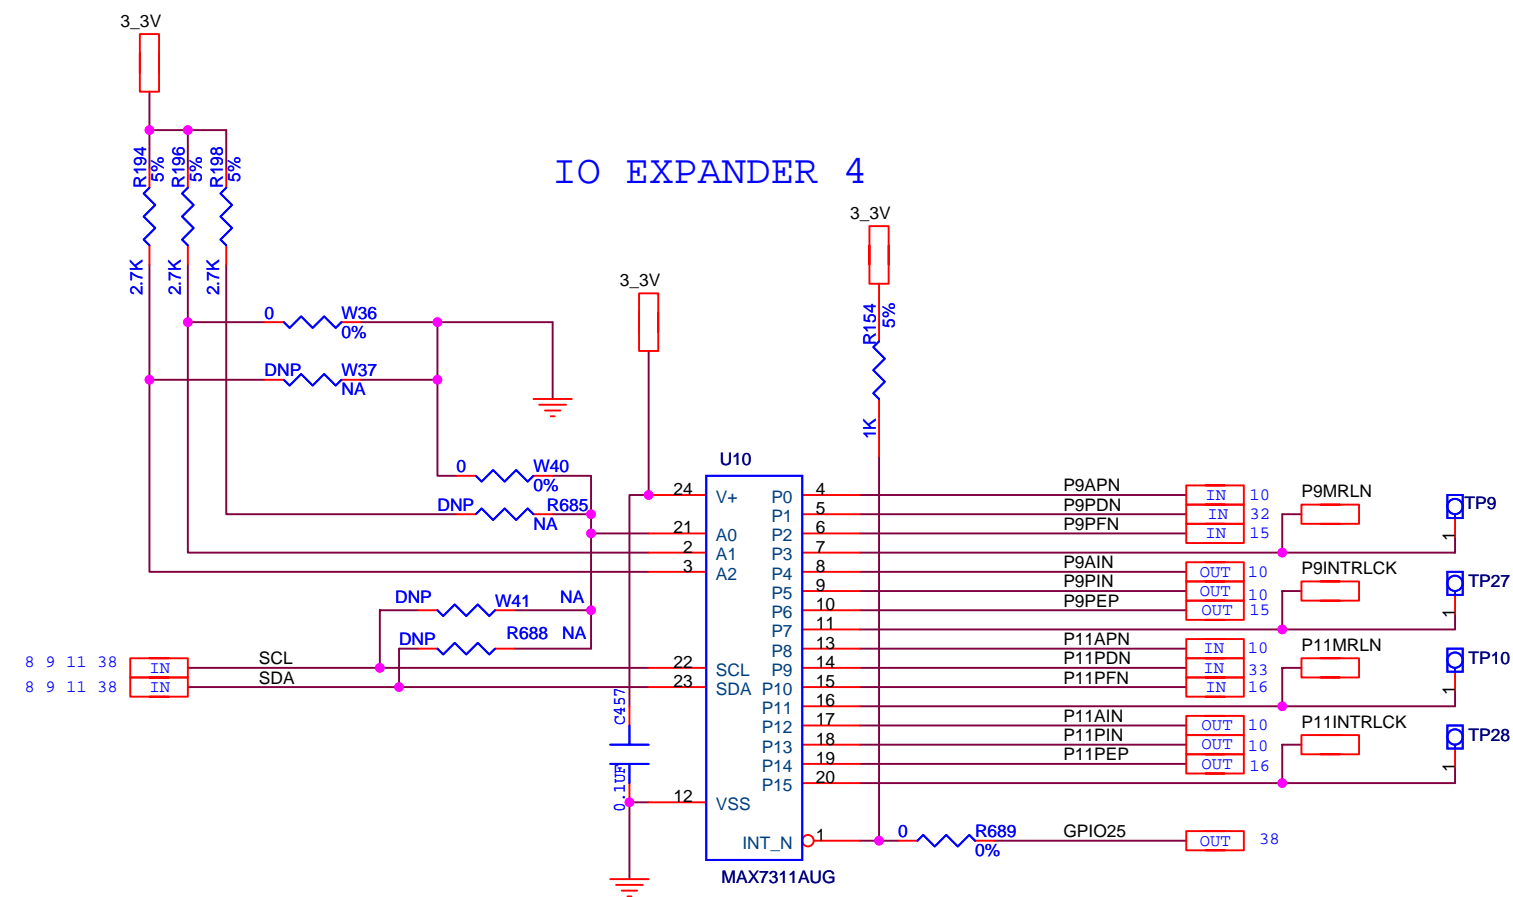 3_3V
R194 5% 2.7K
R196 5% 2.7K
R198 5% 2.7K
IO EXPANDER 4
3_3V
3_3V
R154 5% 1K
0 W36 0%
DNP W37 NA
0 W40 0%
DNP R685 NA
DNP W41 NA
DNP R688 NA
8 9 11 38 IN SCL
8 9 11 38 IN SDA
C457 0.1UF
U10
24 V+
21 A0
2 A1
3 A2
22 SCL
23 SDA
12 VSS
P0 4 P9APN IN 10
P1 5 P9PDN IN 32
P2 6 P9PFN IN 15
P3 7 P9MRLN 1 TP9
P4 8 P9AIN OUT 10
P5 9 P9PIN OUT 10
P6 10 P9PEP OUT 15
P7 11 P9INTRLCK 1 TP27
P8 13 P11APN IN 10
P9 14 P11PDN IN 33
P10 15 P11PFN IN 16
P11 16 P11MRLN 1 TP10
P12 17 P11AIN OUT 10
P13 18 P11PIN OUT 10
P14 19 P11PEP OUT 16
P15 20 P11INTRLCK 1 TP28
INT_N 1 0 R689 0% GPIO25 OUT 38
MAX7311AUG